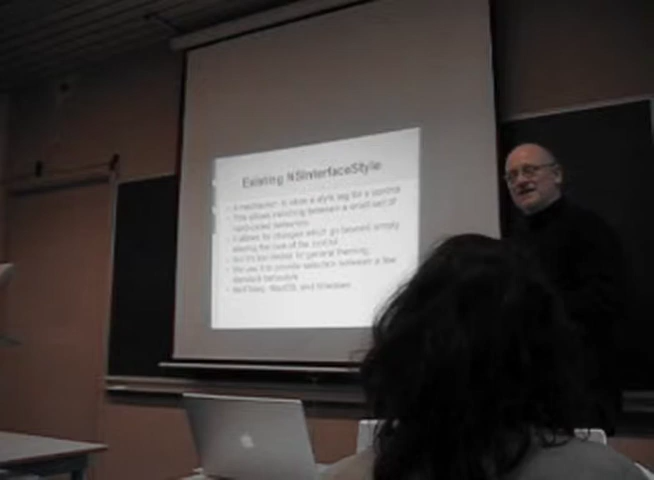 Existing NSInterfaceStyle
• A mechanism to store a style tag for a control
• This allows switching between a small set of
hard-coded behaviors
• It allows for changes which go beyond simply
altering the look of the control
• but it's too limited for general theming
• We use it to provide selection between a few
standard behaviors
• NextStep, MacOS, and Windows